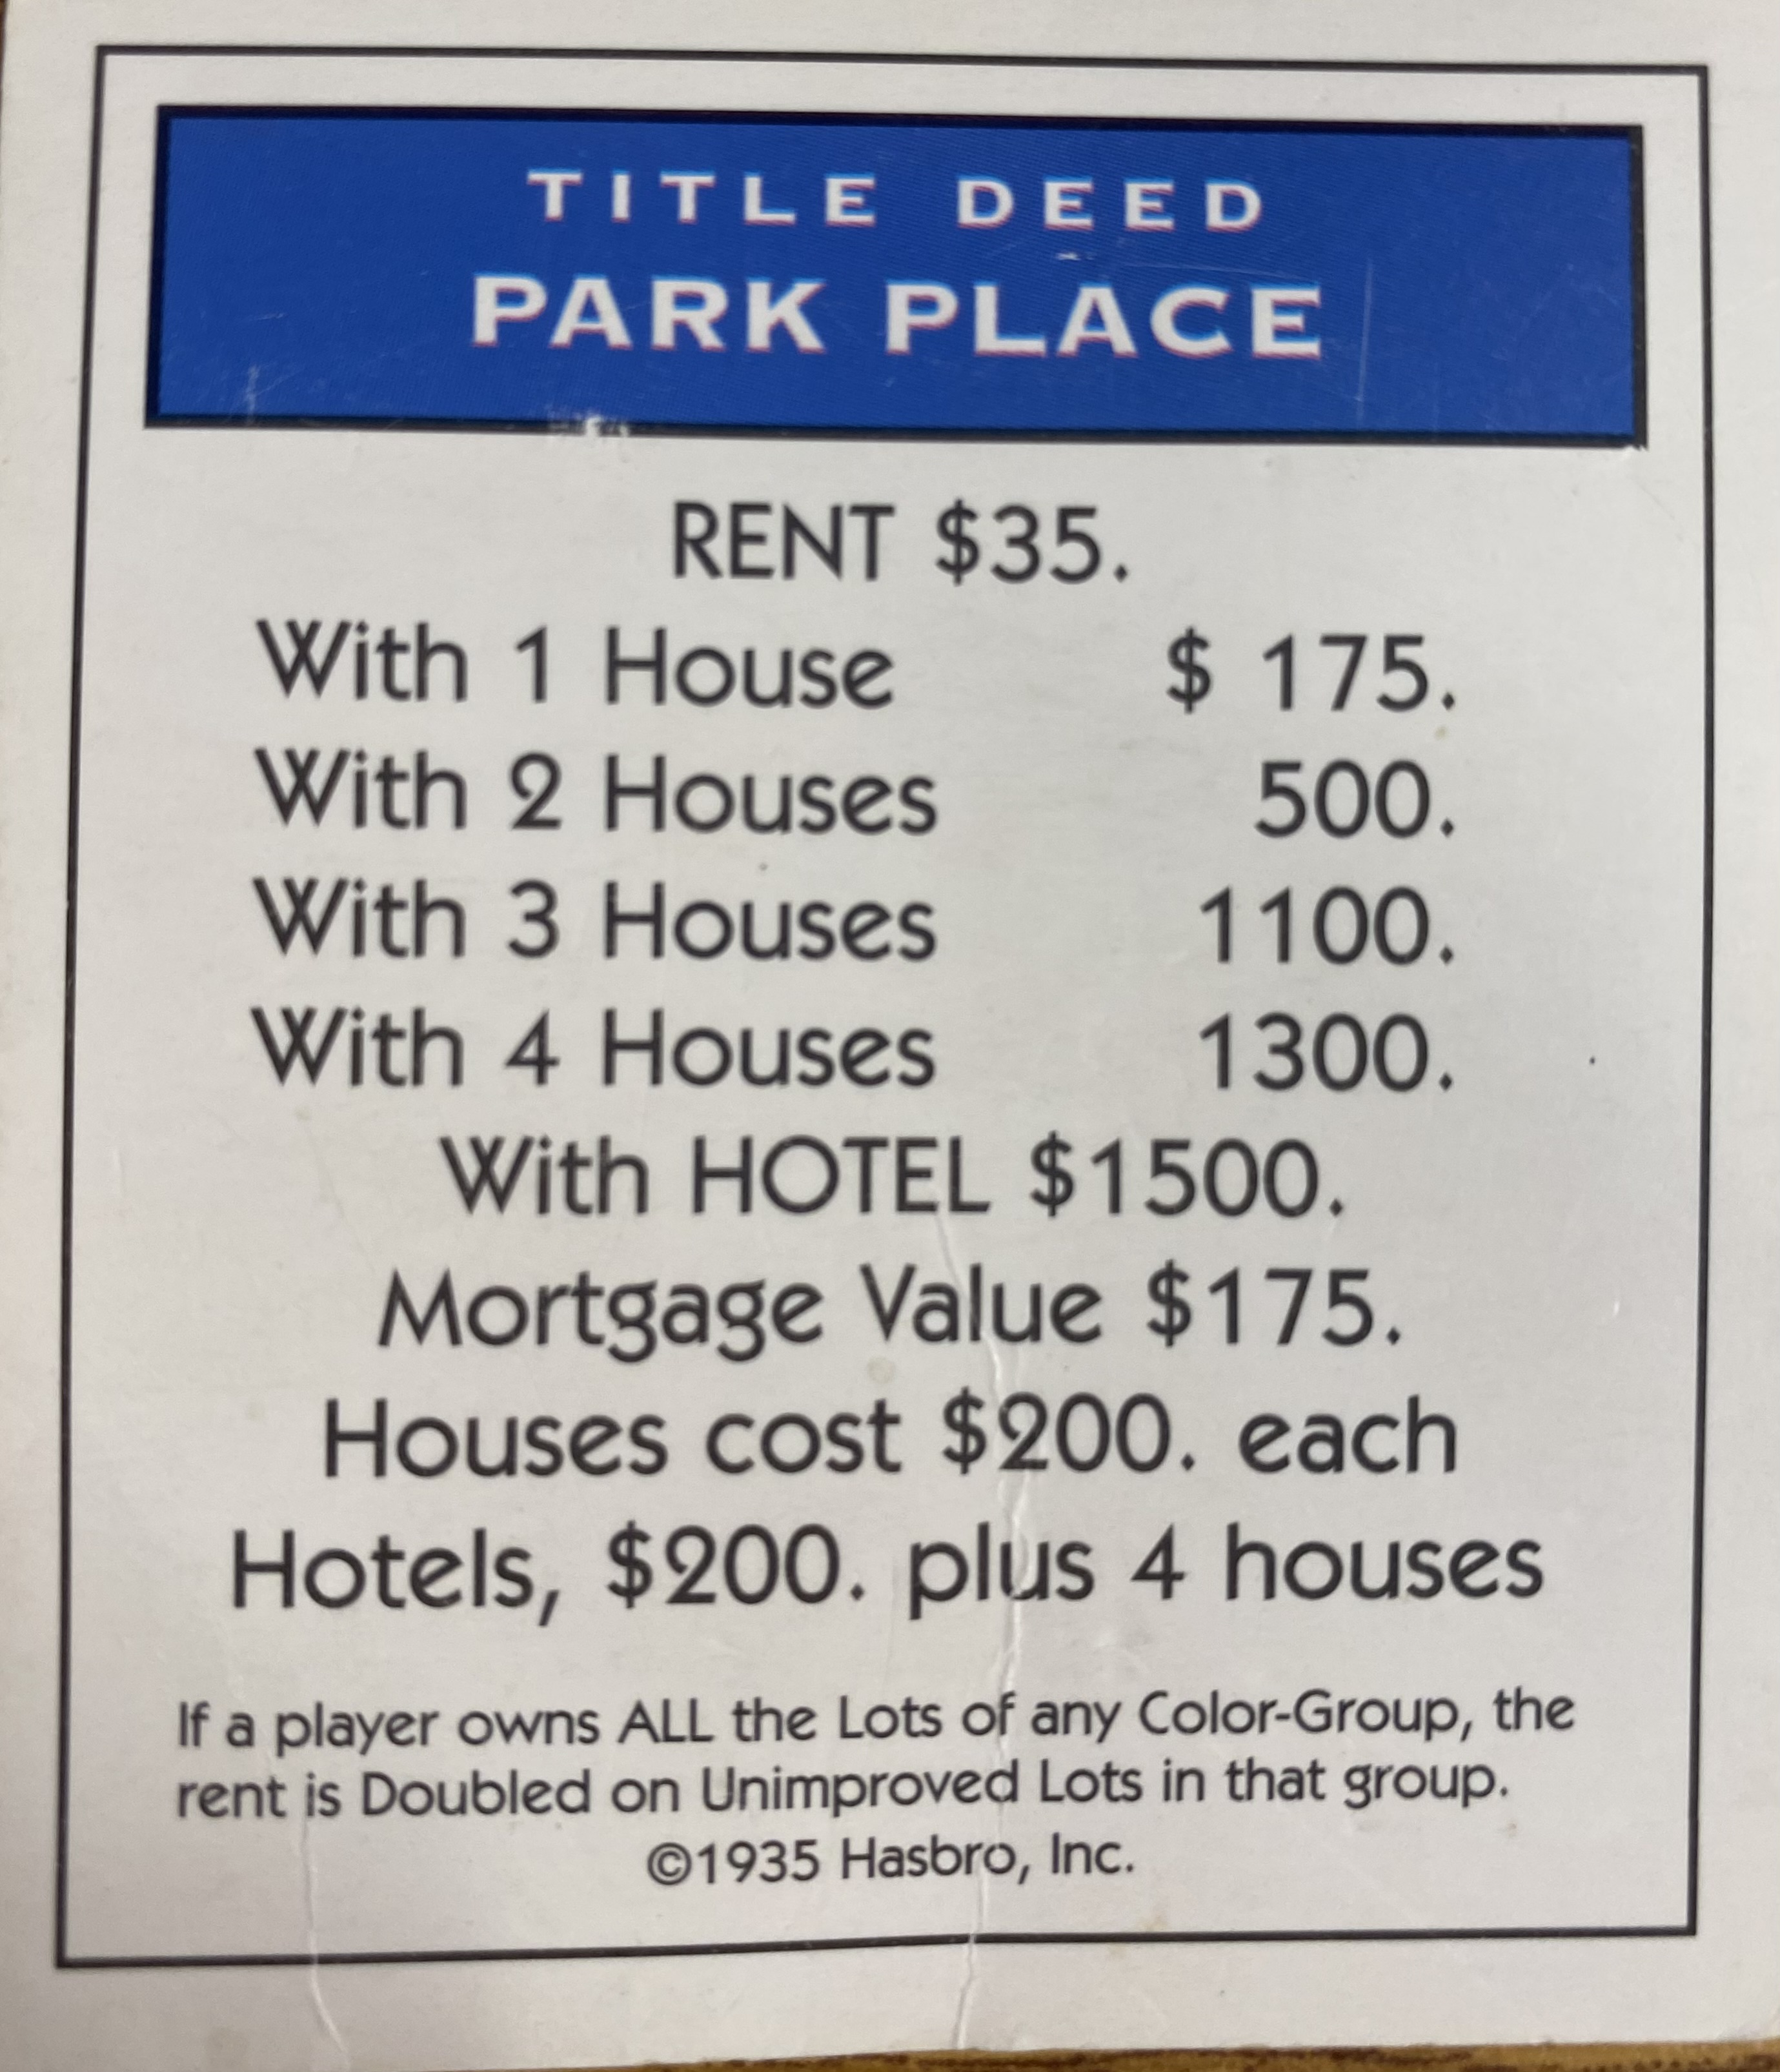 TITLE DEED
PARK PLACE
RENT $35.
With 1 House $ 175.
With 2 Houses 500.
With 3 Houses 1100.
With 4 Houses 1300.
With HOTEL $1500.
Mortgage Value $175.
Houses cost $200. each
Hotels, $200. plus 4 houses
If a player owns ALL the Lots of any Color-Group, the
rent is Doubled on Unimproved Lots in that group.
©1935 Hasbro, Inc.